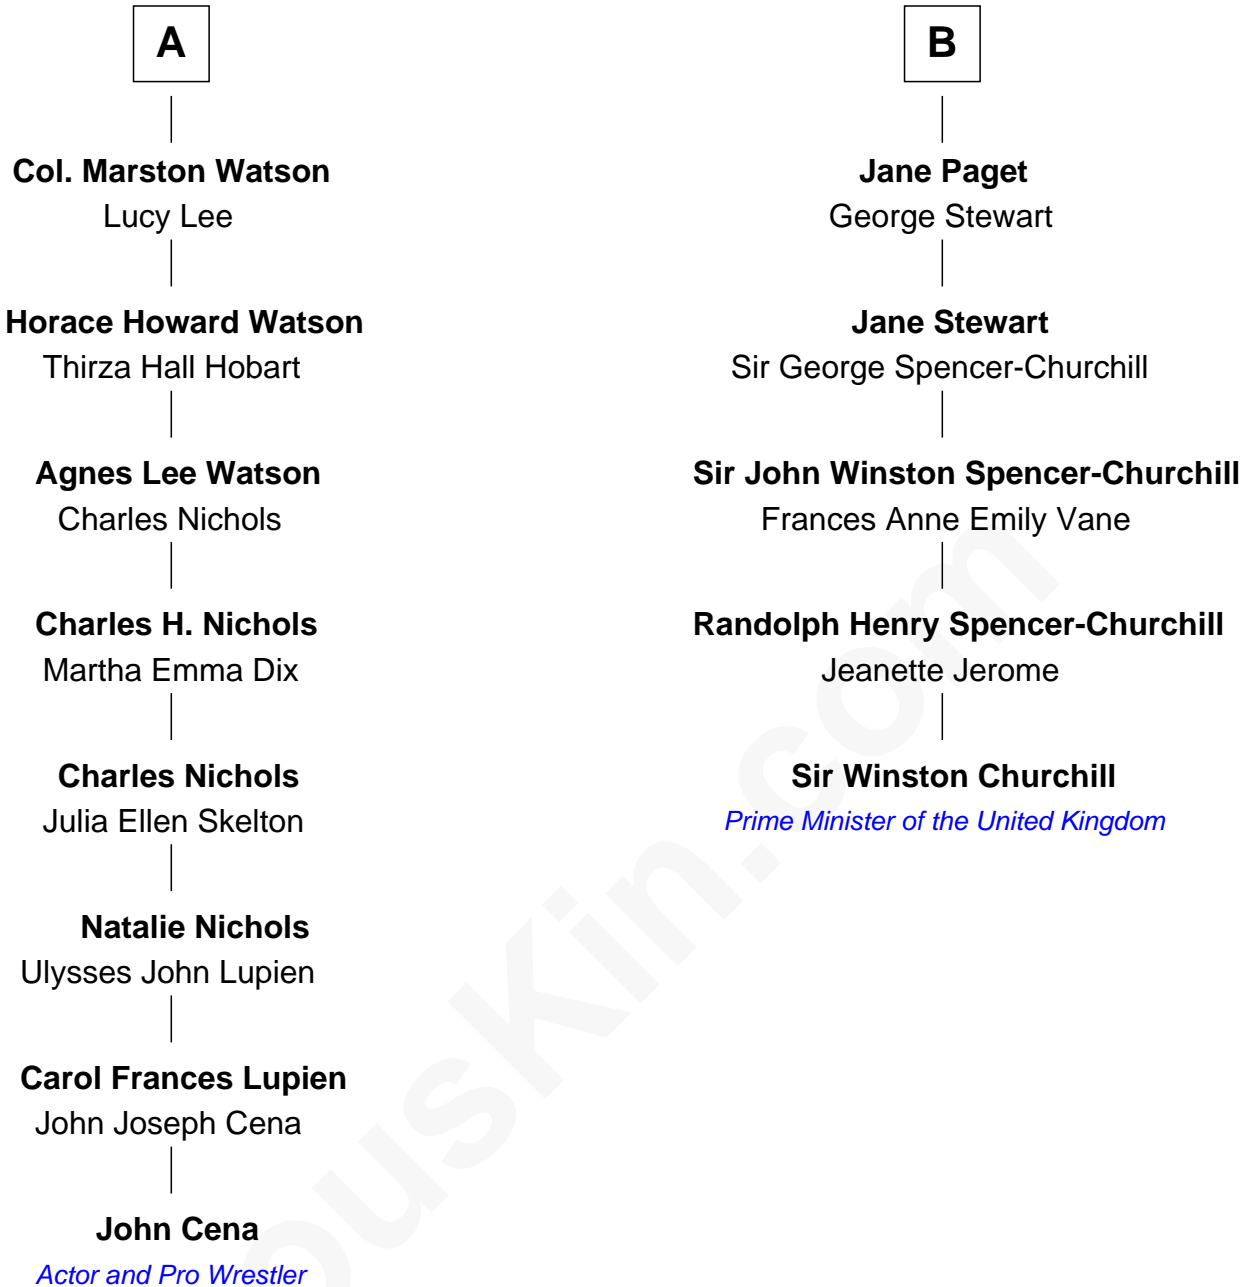 A
Col. Marston Watson
Lucy Lee
Horace Howard Watson
Thirza Hall Hobart
Agnes Lee Watson
Charles Nichols
Charles H. Nichols
Martha Emma Dix
Charles Nichols
Julia Ellen Skelton
Natalie Nichols
Ulysses John Lupien
Carol Frances Lupien
John Joseph Cena
John Cena
Actor and Pro Wrestler
B
Jane Paget
George Stewart
Jane Stewart
Sir George Spencer-Churchill
Sir John Winston Spencer-Churchill
Frances Anne Emily Vane
Randolph Henry Spencer-Churchill
Jeanette Jerome
Sir Winston Churchill
Prime Minister of the United Kingdom
ousKin.com